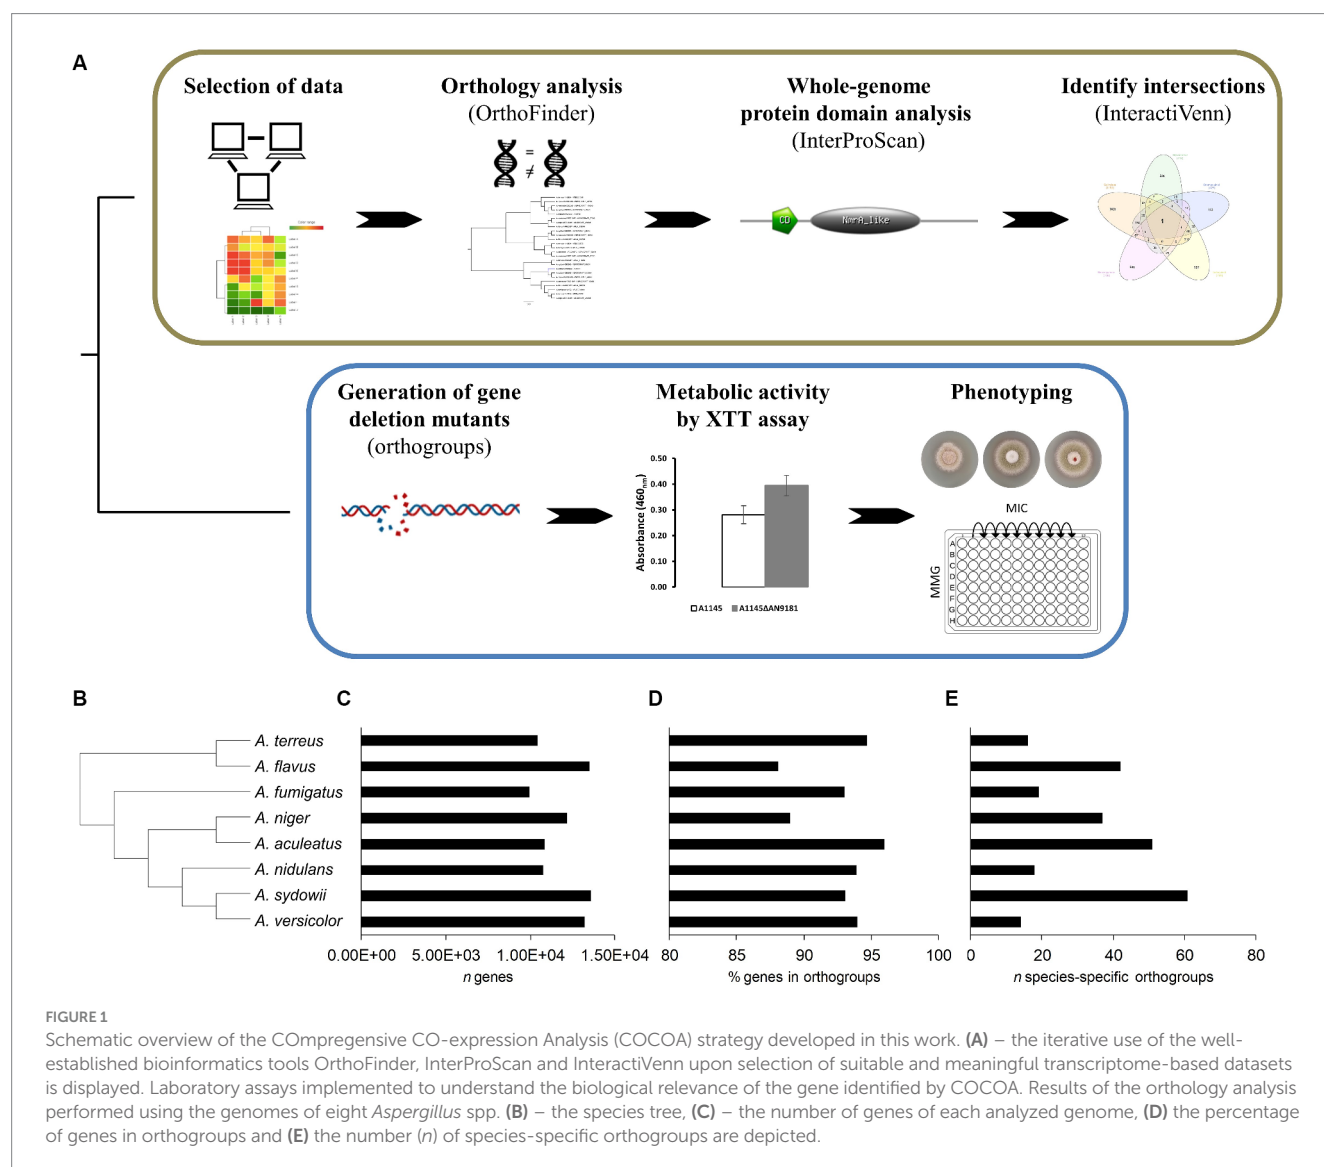 A
Selection of data
Orthology analysis
(OrthoFinder)
Whole-genome
protein domain analysis
(InterProScan)
Identify intersections
(InteractiVenn)
=
≠
CD
NmrA_like
1
Generation of gene
deletion mutants
(orthogroups)
Metabolic activity
by XTT assay
Phenotyping
Absorbance (460nm)
0.50
0.40
0.30
0.20
0.10
0.00
A1145
A1145ΔAN9181
MIC
MMG
A
B
C
D
E
F
G
H
B
C
D
E
A. terreus
A. flavus
A. fumigatus
A. niger
A. aculeatus
A. nidulans
A. sydowii
A. versicolor
0.00E+00 5.00E+03 1.00E+04 1.50E+04
n genes
80 85 90 95 100
% genes in orthogroups
0 20 40 60 80
n species-specific orthogroups
FIGURE 1
Schematic overview of the COmpregensive CO-expression Analysis (COCOA) strategy developed in this work. (A) – the iterative use of the well-
established bioinformatics tools OrthoFinder, InterProScan and InteractiVenn upon selection of suitable and meaningful transcriptome-based datasets
is displayed. Laboratory assays implemented to understand the biological relevance of the gene identified by COCOA. Results of the orthology analysis
performed using the genomes of eight Aspergillus spp. (B) – the species tree, (C) – the number of genes of each analyzed genome, (D) the percentage
of genes in orthogroups and (E) the number (n) of species-specific orthogroups are depicted.